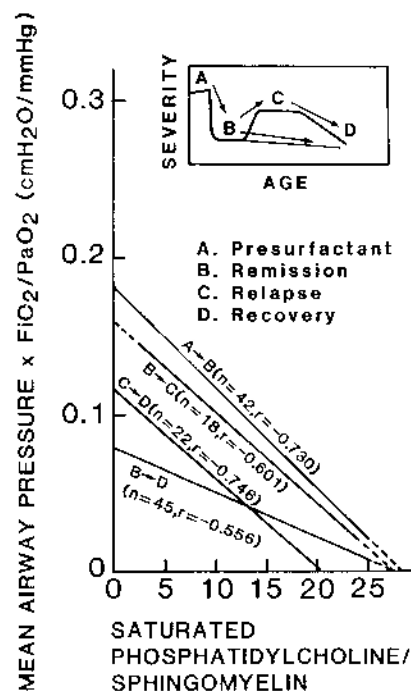 MEAN AIRWAY PRESSURE x FiC₂/PaO₂ (cmH₂O/mmHg)
0.3
0.2
0.1
0
SEVERITY
A
B
C
D
AGE
A. Presurfactant
B. Remission
C. Relapse
D. Recovery
A→B(n=42,r=-0.730)
B→C(n=18,r=-0.601)
C→D(n=22,r=-0.746)
B→D
(n=45,r=-0.556)
0 5 10 15 20 25
SATURATED
PHOSPHATIDYLCHOLINE/
SPHINGOMYELIN